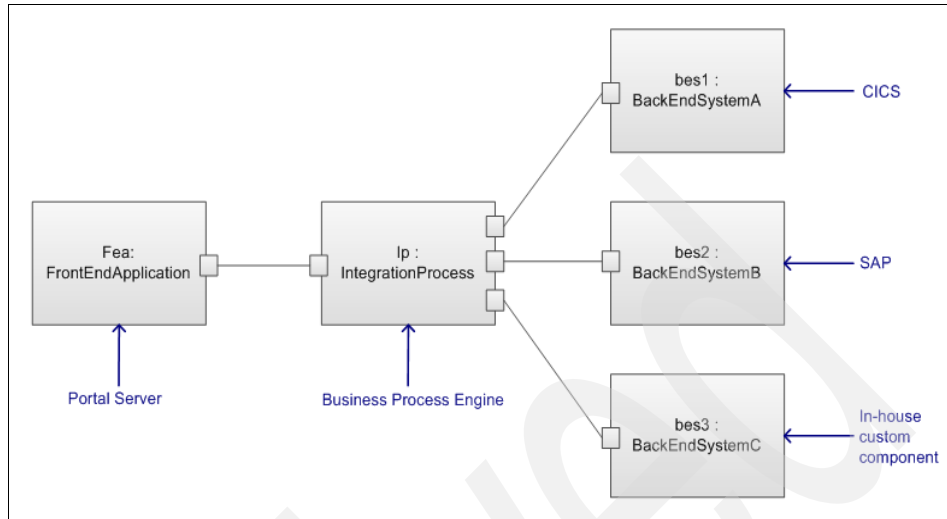 bes1 :
BackEndSystemA
CICS
Fea:
FrontEndApplication
Ip :
IntegrationProcess
bes2 :
BackEndSystemB
SAP
Portal Server
Business Process Engine
bes3 :
BackEndSystemC
In-house
custom
component